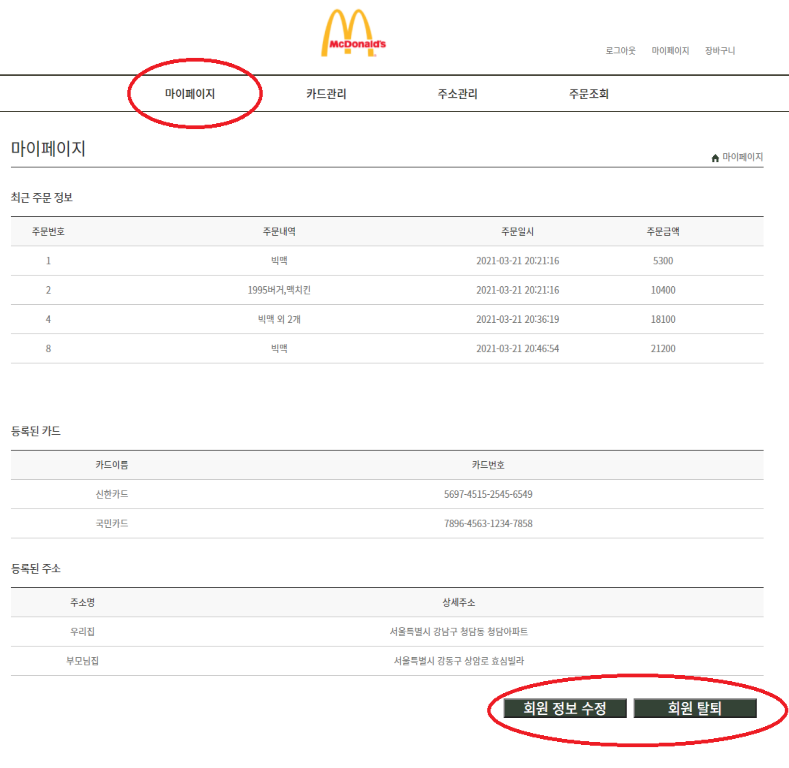 McDonald's
로그아웃 마이페이지 장바구니
마이페이지 카드관리 주소관리 주문조회
마이페이지
마이페이지
최근 주문 정보
주문번호 주문내역 주문일시 주문금액
1 빅맥 2021-03-21 20:21:16 5300
2 1995버거,맥치킨 2021-03-21 20:21:16 10400
4 빅맥 외 2개 2021-03-21 20:36:19 18100
8 빅맥 2021-03-21 20:46:54 21200
등록된 카드
카드이름 카드번호
신한카드 5697-4515-2545-6549
국민카드 7896-4563-1234-7858
등록된 주소
주소명 상세주소
우리집 서울특별시 강남구 청담동 청담아파트
부모님집 서울특별시 강동구 상암로 효심빌라
회원 정보 수정 회원 탈퇴